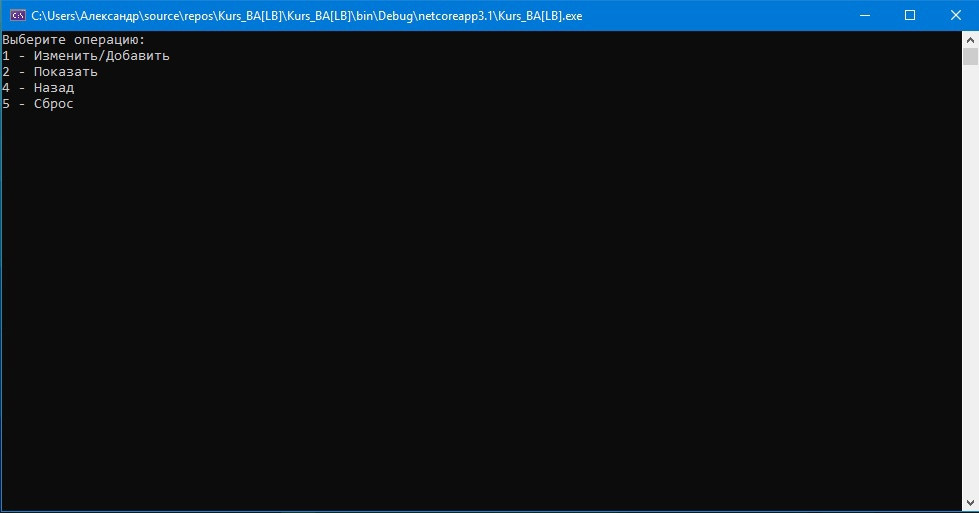 C:\Users\Александр\source\repos\Kurs_BA[LB]\Kurs_BA[LB]\bin\Debug\netcoreapp3.1\Kurs_BA[LB].exe
Выберите операцию:
1 - Изменить/Добавить
2 - Показать
4 - Назад
5 - Сброс